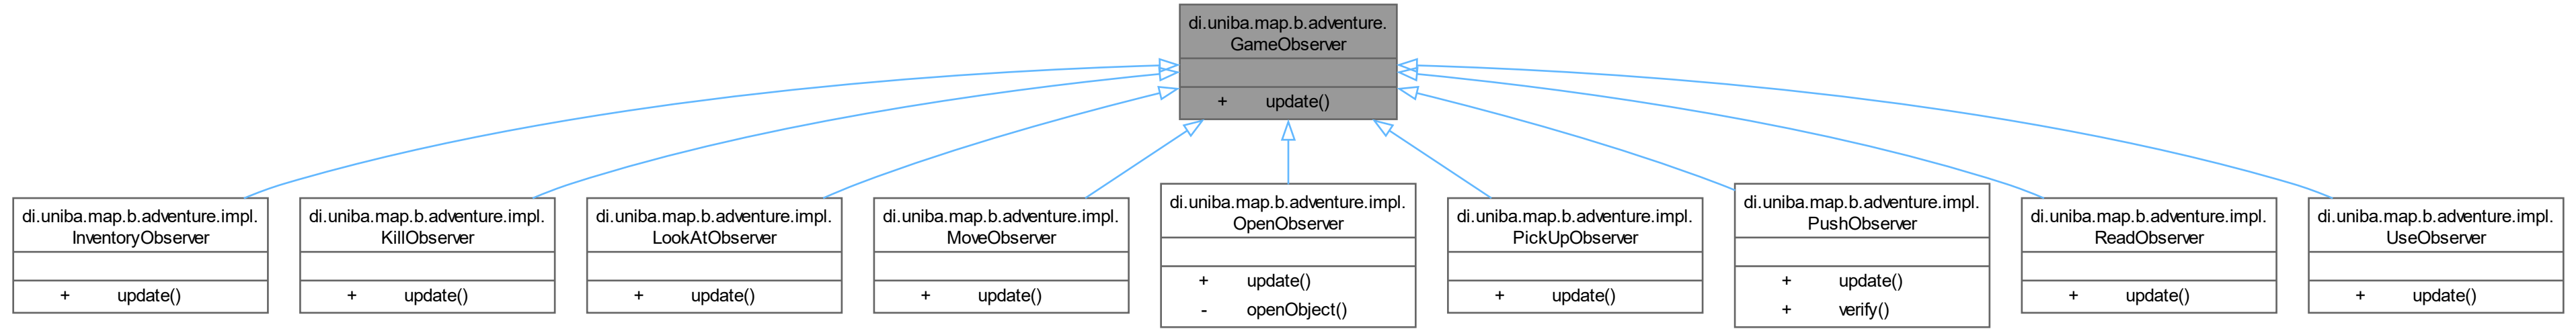 di.uniba.map.b.adventure.
GameObserver
+ update()
di.uniba.map.b.adventure.impl.
InventoryObserver
+ update()
di.uniba.map.b.adventure.impl.
KillObserver
+ update()
di.uniba.map.b.adventure.impl.
LookAtObserver
+ update()
di.uniba.map.b.adventure.impl.
MoveObserver
+ update()
di.uniba.map.b.adventure.impl.
OpenObserver
+ update()
- openObject()
di.uniba.map.b.adventure.impl.
PickUpObserver
+ update()
di.uniba.map.b.adventure.impl.
PushObserver
+ update()
+ verify()
di.uniba.map.b.adventure.impl.
ReadObserver
+ update()
di.uniba.map.b.adventure.impl.
UseObserver
+ update()